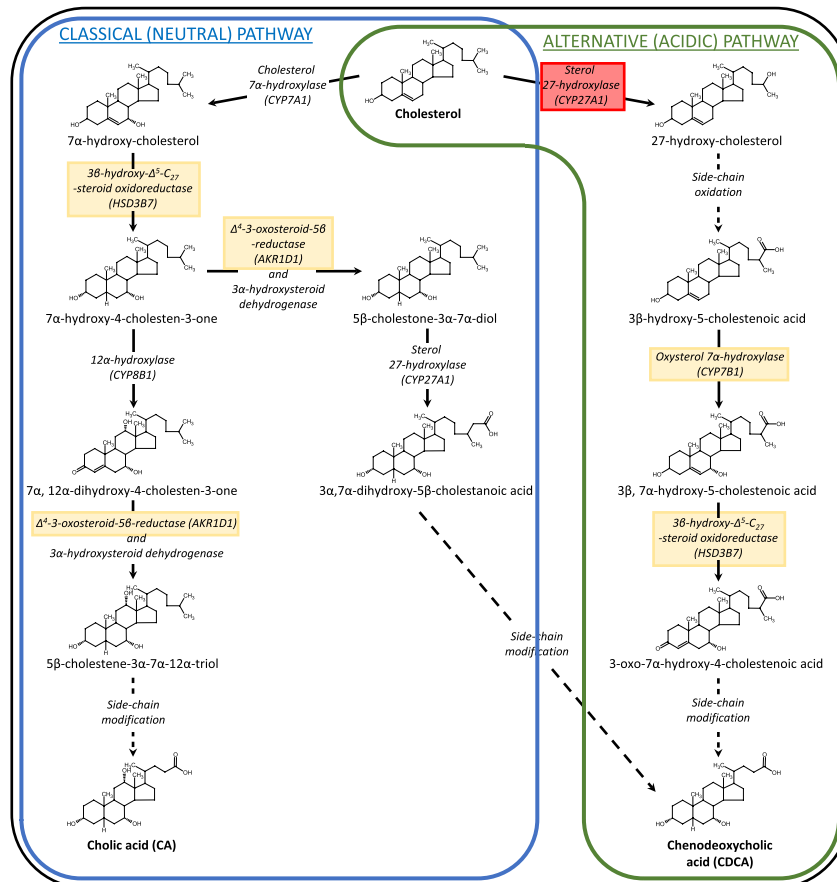 CLASSICAL (NEUTRAL) PATHWAY
ALTERNATIVE (ACIDIC) PATHWAY
Cholesterol
7α-hydroxylase
(CYP7A1)
Cholesterol
Sterol
27-hydroxylase
(CYP27A1)
7α-hydroxy-cholesterol
27-hydroxy-cholesterol
3β-hydroxy-Δ⁵-C₂₇
-steroid oxidoreductase
(HSD3B7)
Side-chain
oxidation
Δ⁴-3-oxosteroid-5β
-reductase
(AKR1D1)
and
3α-hydroxysteroid
dehydrogenase
7α-hydroxy-4-cholesten-3-one
5β-cholestone-3α-7α-diol
3β-hydroxy-5-cholestenoic acid
12α-hydroxylase
(CYP8B1)
Sterol
27-hydroxylase
(CYP27A1)
Oxysterol 7α-hydroxylase
(CYP7B1)
7α, 12α-dihydroxy-4-cholesten-3-one
3α,7α-dihydroxy-5β-cholestanoic acid
3β, 7α-hydroxy-5-cholestenoic acid
Δ⁴-3-oxosteroid-5β-reductase (AKR1D1)
and
3α-hydroxysteroid dehydrogenase
3β-hydroxy-Δ⁵-C₂₇
-steroid oxidoreductase
(HSD3B7)
5β-cholestene-3α-7α-12α-triol
Side-chain
modification
3-oxo-7α-hydroxy-4-cholestenoic acid
Side-chain
modification
Side-chain
modification
Cholic acid (CA)
Chenodeoxycholic
acid (CDCA)